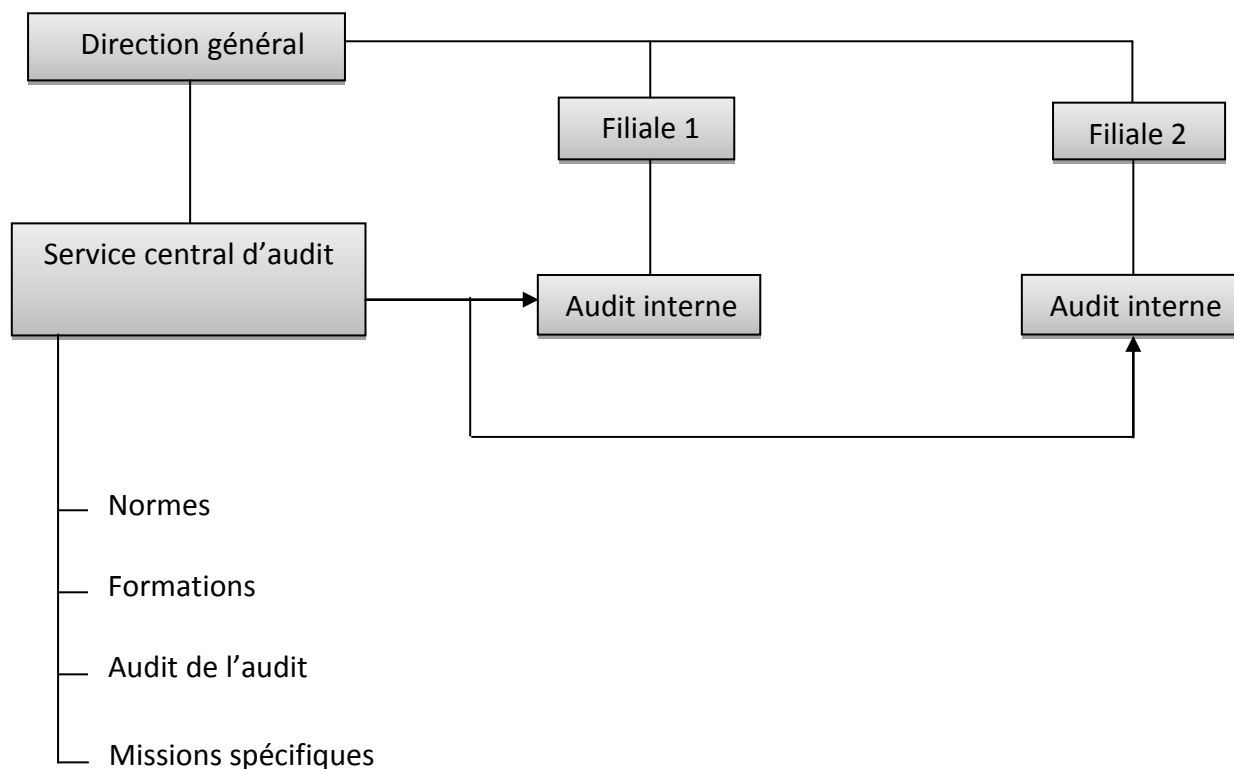 Direction général
Filiale 1
Filiale 2
Service central d’audit
Audit interne
Audit interne
Normes
Formations
Audit de l’audit
Missions spécifiques